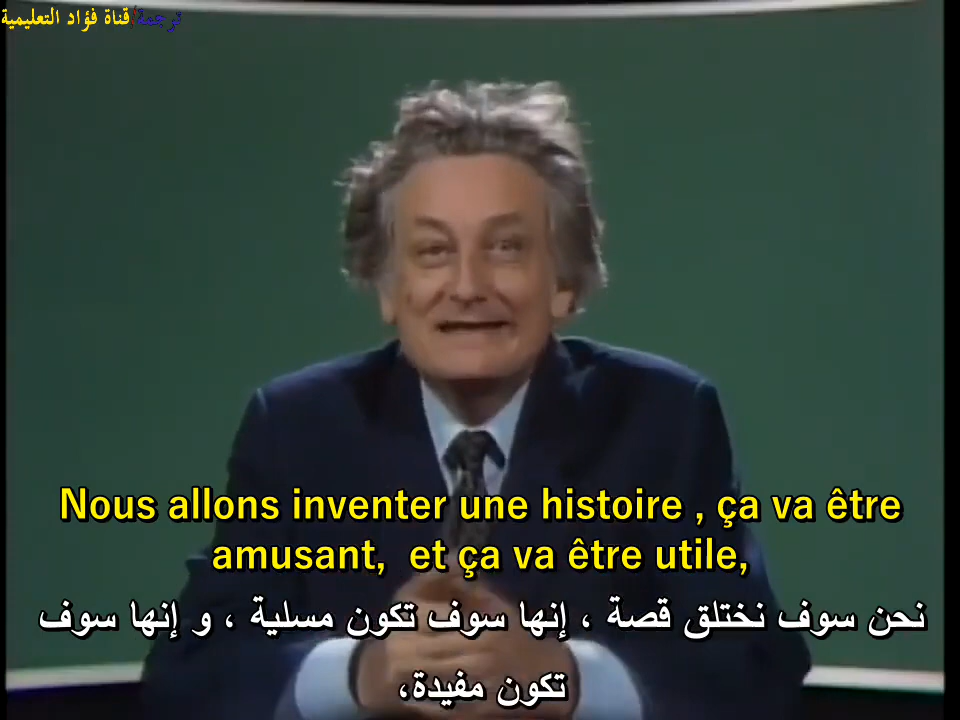 ترجمة/قناة فؤاد التعليمية
Nous allons inventer une histoire , ça va être
amusant,  et ça va être utile,
نحن سوف نختلق قصة ، إنها سوف تكون مسلية ، و إنها سوف
تكون مفيدة،